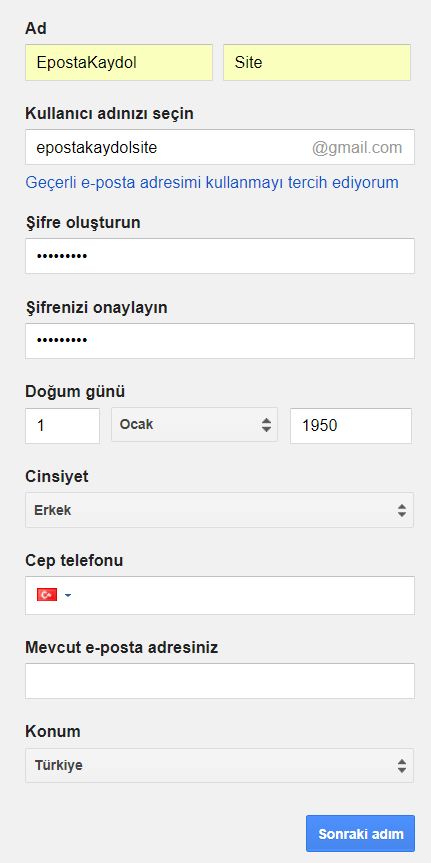 Ad
EpostaKaydol Site
Kullanıcı adınızı seçin
epostakaydolsite @gmail.com
Geçerli e-posta adresimi kullanmayı tercih ediyorum
Şifre oluşturun
•••••••••
Şifrenizi onaylayın
•••••••••
Doğum günü
1 Ocak 1950
Cinsiyet
Erkek
Cep telefonu
Mevcut e-posta adresiniz
Konum
Türkiye
Sonraki adım